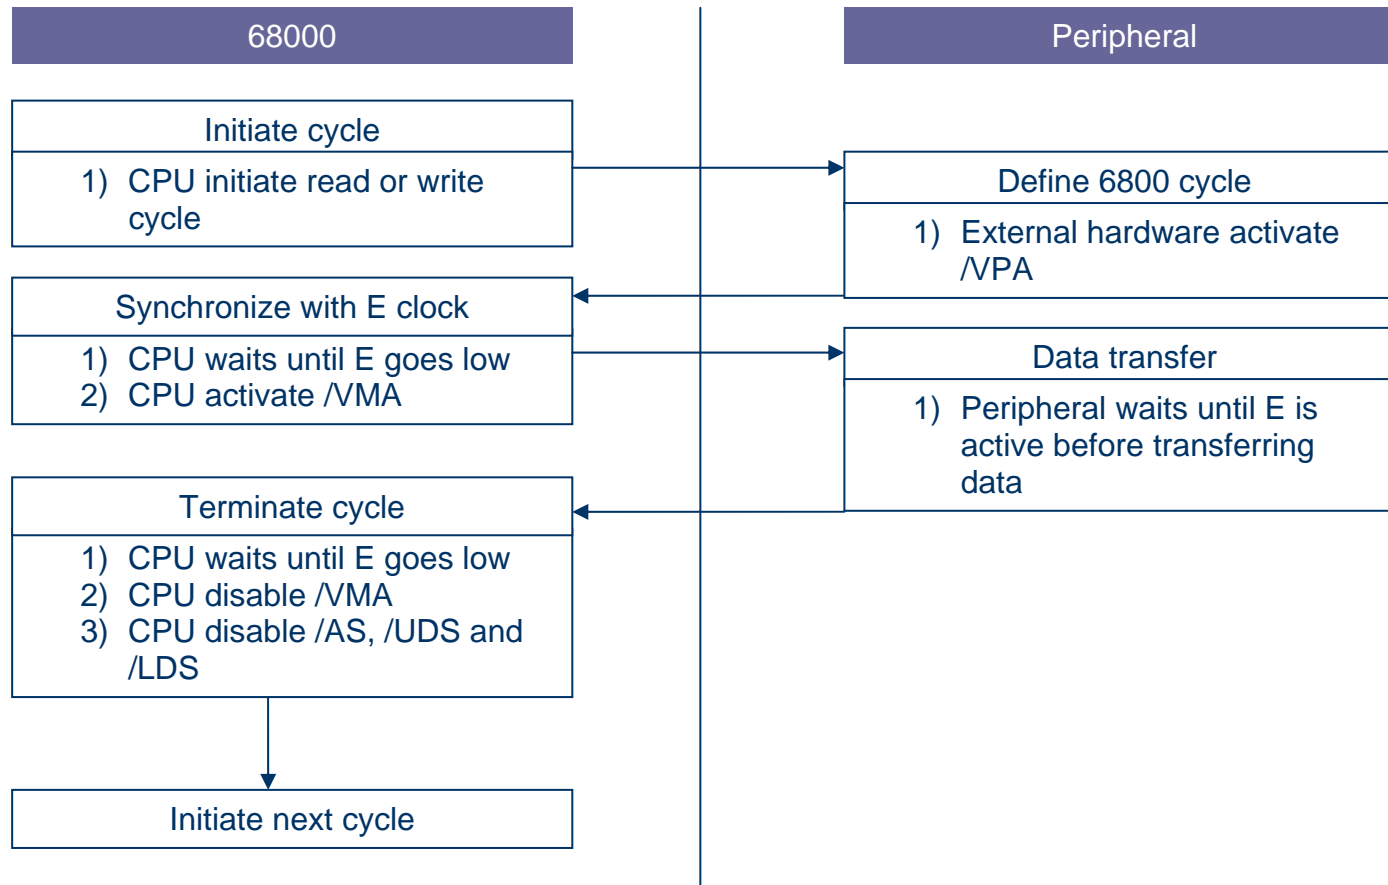 68000
Peripheral
Initiate cycle
1) CPU initiate read or write
cycle
Define 6800 cycle
1) External hardware activate
/VPA
Synchronize with E clock
1) CPU waits until E goes low
2) CPU activate /VMA
Data transfer
1) Peripheral waits until E is
active before transferring
data
Terminate cycle
1) CPU waits until E goes low
2) CPU disable /VMA
3) CPU disable /AS, /UDS and
/LDS
Initiate next cycle